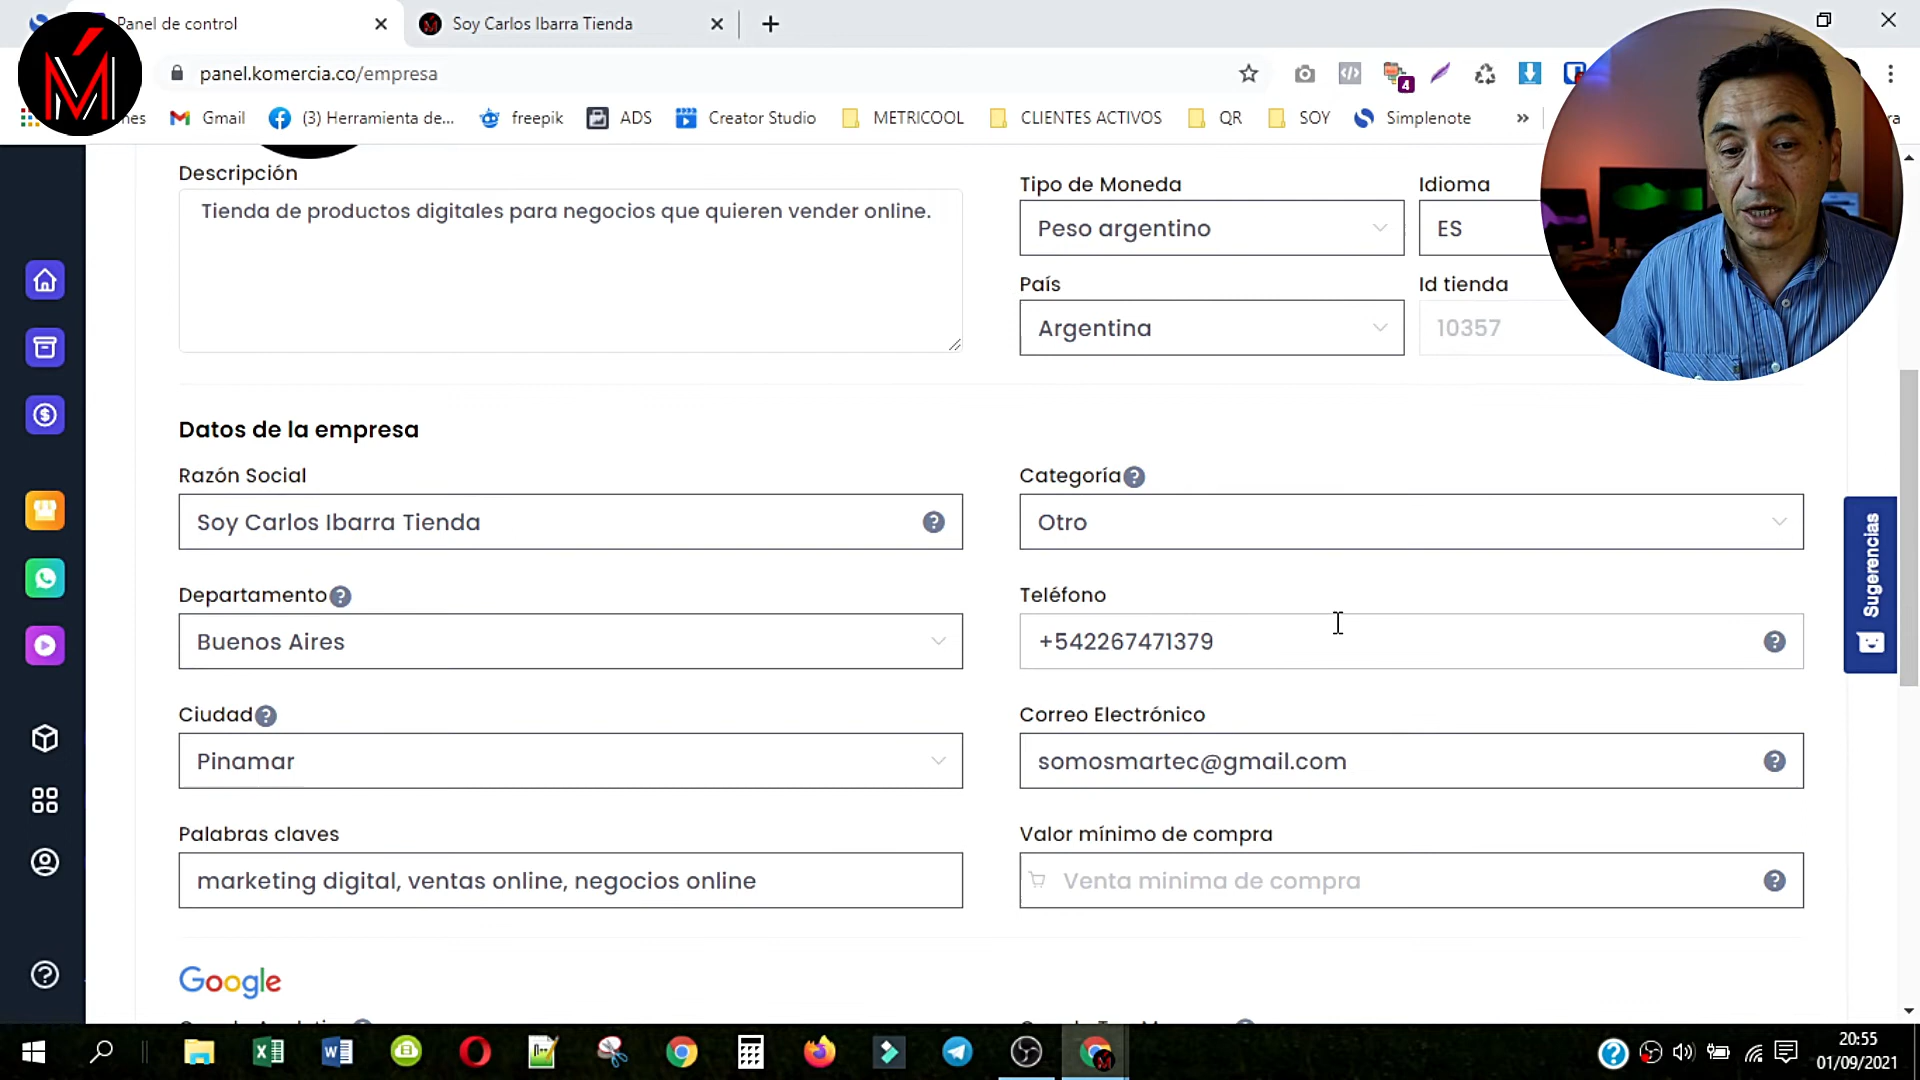 Panel de control
Soy Carlos Ibarra Tienda
panel.komercia.co/empresa
4
nes
Gmail
(3) Herramienta de...
freepik
ADS
Creator Studio
METRICOOL
CLIENTES ACTIVOS
QR
SOY
Simplenote
»
ra
Descripción
Tienda de productos digitales para negocios que quieren vender online.
Tipo de Moneda
Idioma
Peso argentino
ES
País
Id tienda
Argentina
10357
Datos de la empresa
Razón Social
Categoría
Soy Carlos Ibarra Tienda
Otro
Departamento
Teléfono
Buenos Aires
+542267471379
Ciudad
Correo Electrónico
Pinamar
somosmartec@gmail.com
Palabras claves
Valor mínimo de compra
marketing digital, ventas online, negocios online
Venta minima de compra
Sugerencias
Google
20:55
01/09/2021